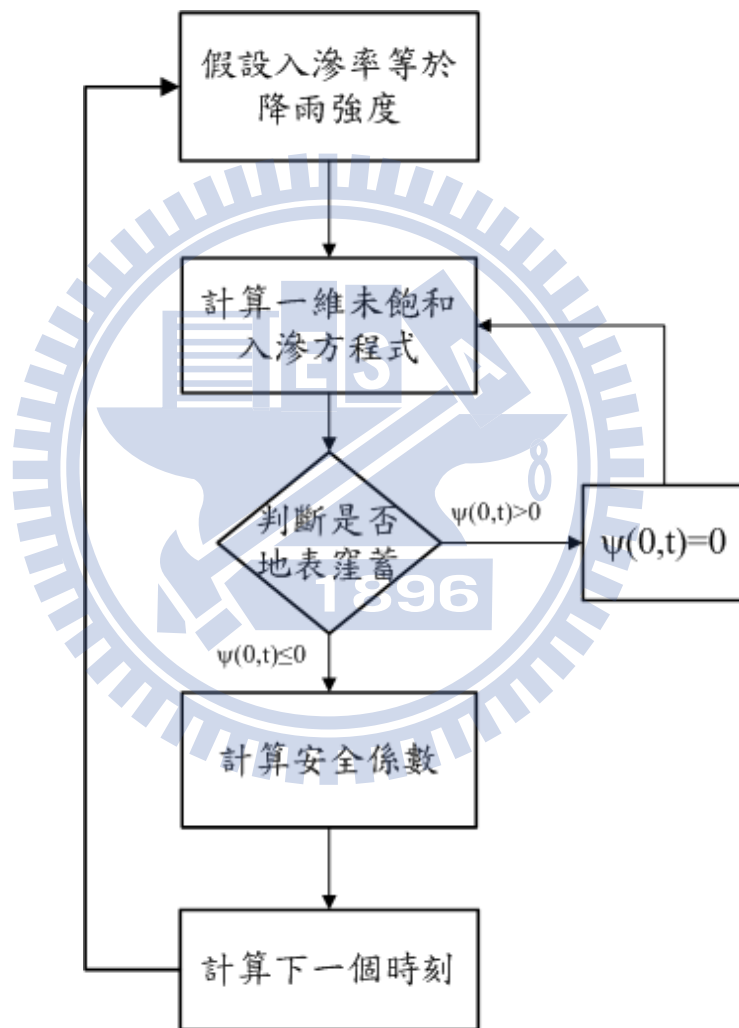 假設入滲率等於
降雨強度
計算一維未飽和
入滲方程式
判斷是否
地表窪蓄
ψ(0,t)>0
ψ(0,t)=0
ψ(0,t)≤0
計算安全係數
計算下一個時刻
E S A
1896